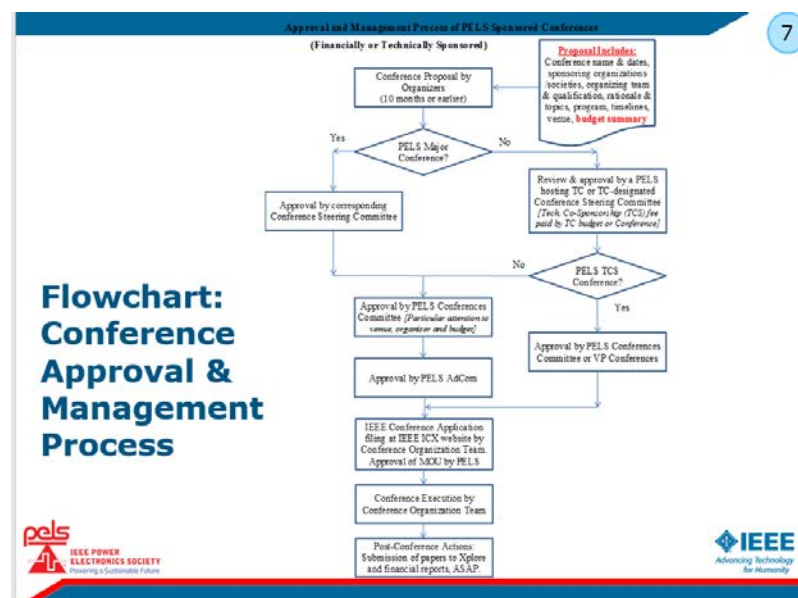 Approval and Management Process of PELS Sponsored Conferences
7
(Financially or Technically Sponsored)
Conference Proposal by
Organizers
(10 months or earlier)
Proposal Includes:
Conference name & dates,
sponsoring organizations
/societies, organizing team
& qualification, rationale &
topics, program, timelines,
venue, budget summary
Yes
PELS Major
Conference?
No
Approval by corresponding
Conference Steering Committee
Review & approval by a PELS
hosting TC or TC-designated
Conference Steering Committee
[Tech. Co-Sponsorship (TCS) fee
paid by TC budget or Conference]
No
PELS TCS
Conference?
Yes
Flowchart:
Conference
Approval &
Management
Process
Approval by PELS Conferences
Committee [Particular attention to
venue, organiser and budget]
Approval by PELS Conferences
Committee or VP Conferences
Approval by PELS AdCom
IEEE Conference Application
filing at IEEE ICX website by
Conference Organization Team.
Approval of MOU by PELS
Conference Execution by
Conference Organization Team
Post-Conference Actions:
Submission of papers to Xplore
and financial reports, ASAP.
pels
IEEE POWER
ELECTRONICS SOCIETY
Powering a Sustainable Future
IEEE
Advancing Technology
for Humanity